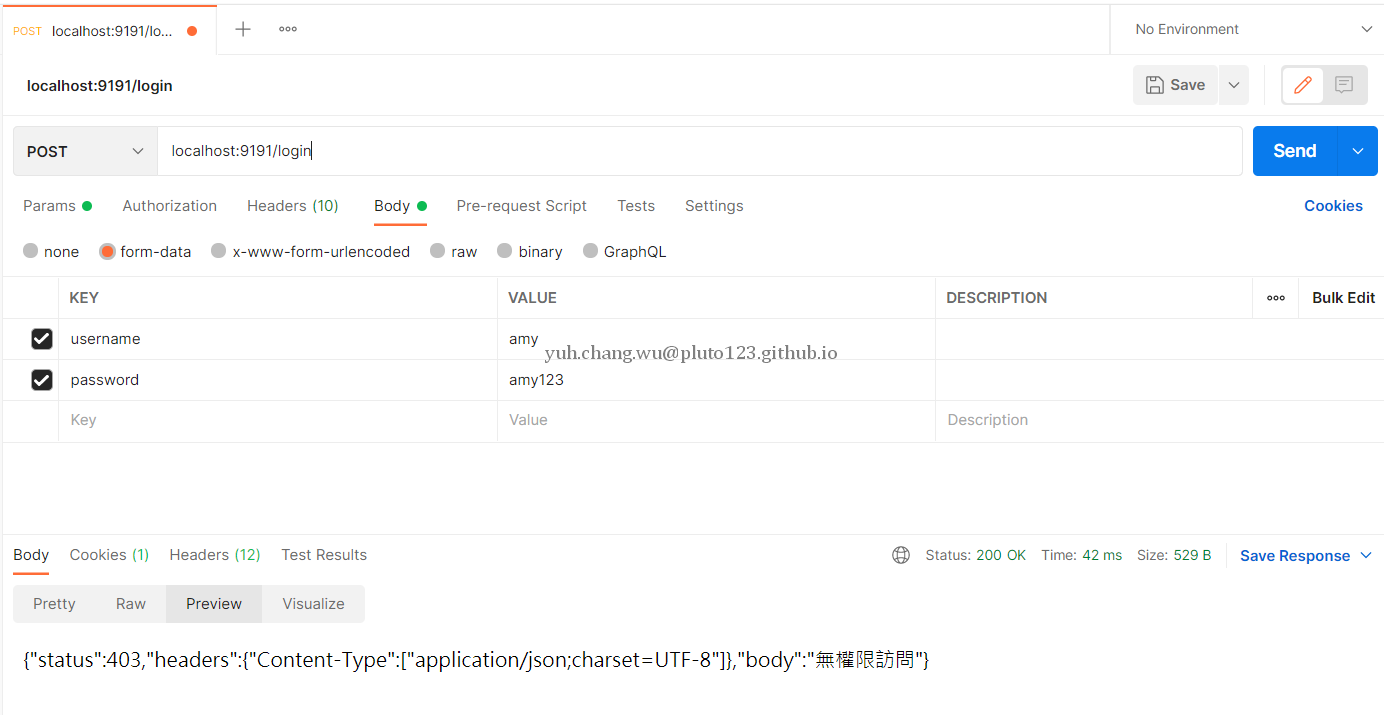 POST localhost:9191/lo... No Environment
localhost:9191/login Save
POST localhost:9191/login Send
Params Authorization Headers (10) Body Pre-request Script Tests Settings Cookies
none form-data x-www-form-urlencoded raw binary GraphQL
KEY VALUE DESCRIPTION Bulk Edit
username amy
yuh.chang.wu@pluto123.github.io
password amy123
Key Value Description
Body Cookies (1) Headers (12) Test Results Status: 200 OK Time: 42 ms Size: 529 B Save Response
Pretty Raw Preview Visualize
{"status":403,"headers":{"Content-Type":["application/json;charset=UTF-8"]},"body":"無權限訪問"}